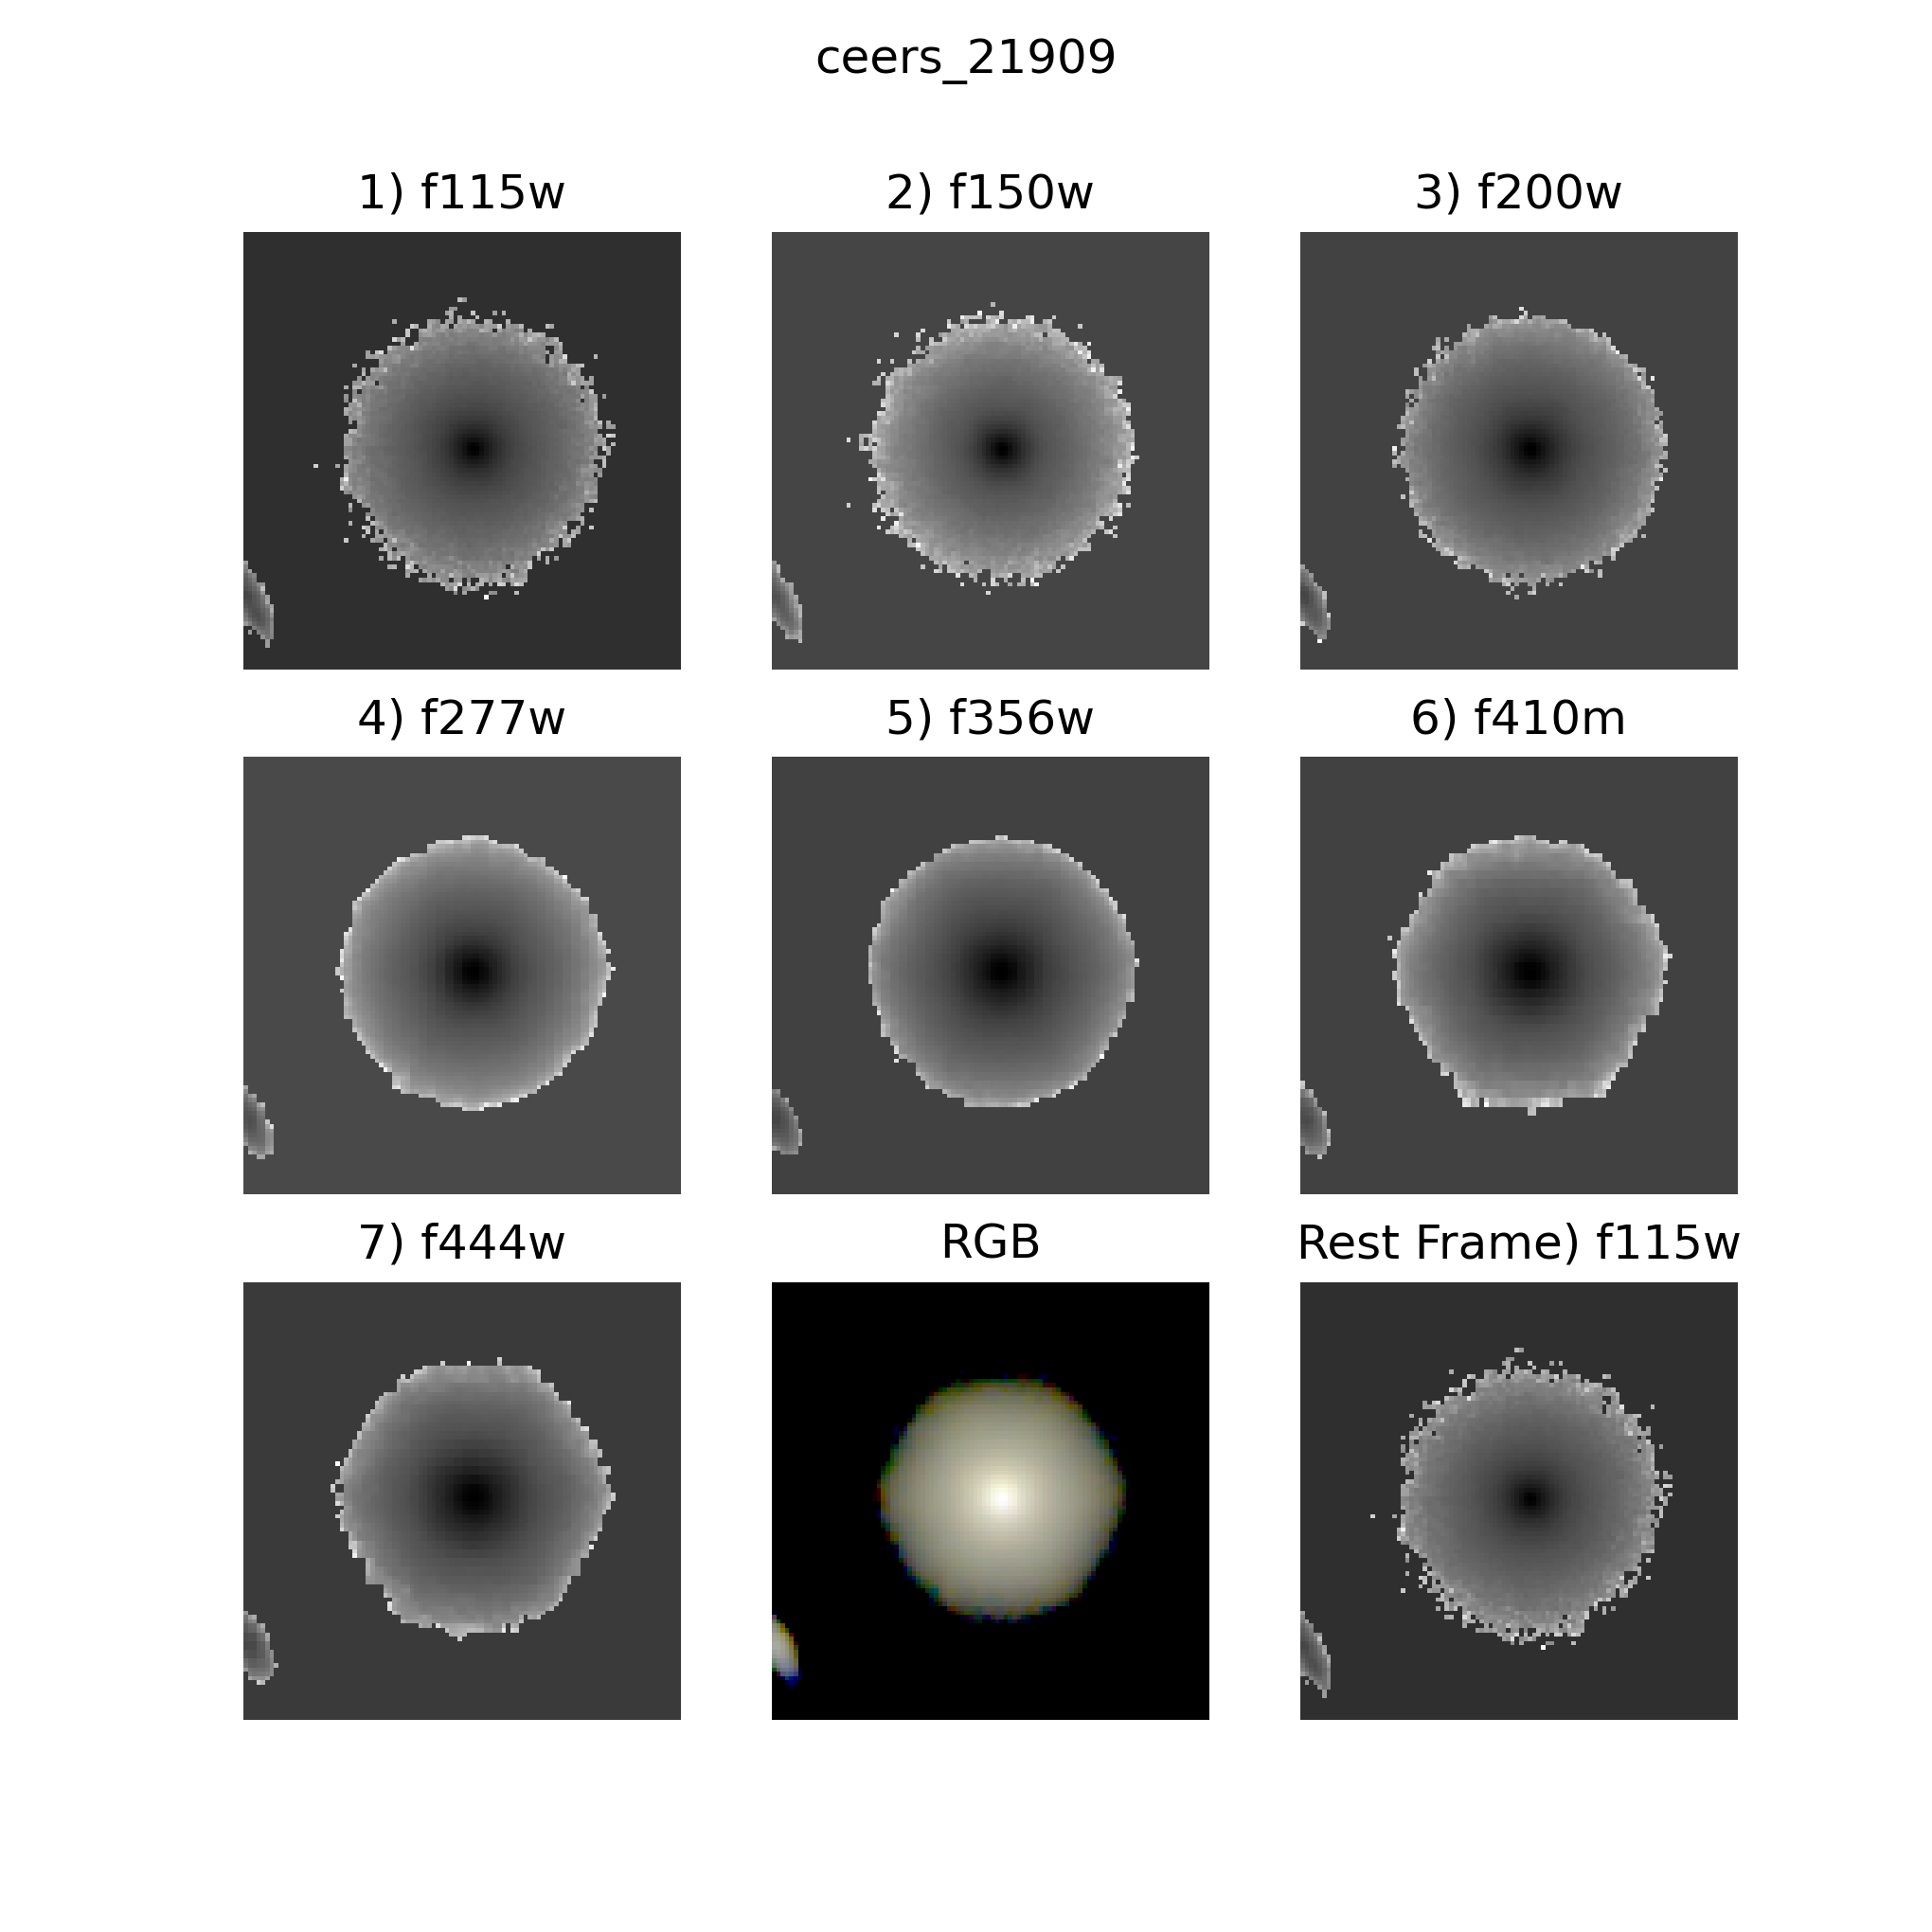 ceers_21909
1) f115w
2) f150w
3) f200w
4) f277w
5) f356w
6) f410m
7) f444w
RGB
Rest Frame) f115w